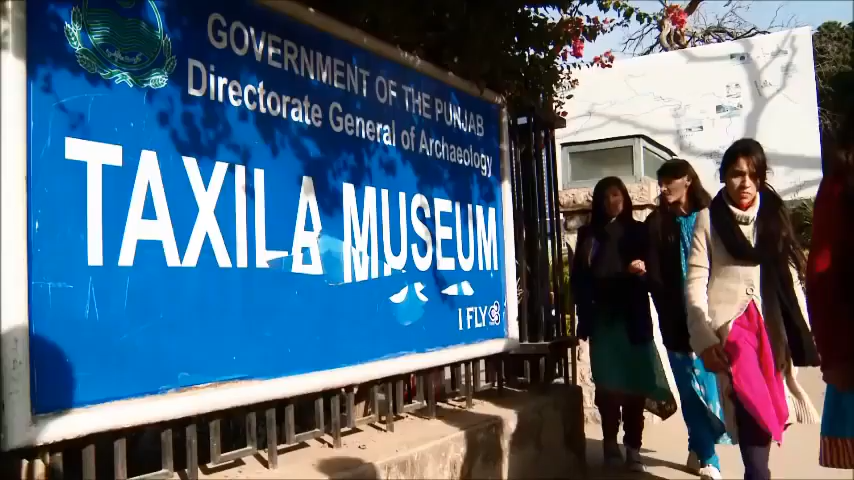 GOVERNMENT OF THE PUNJAB
Directorate General of Archaeology
TAXILA MUSEUM
I FLY